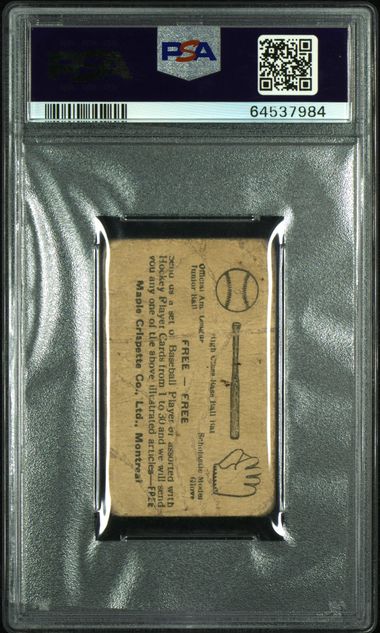 PSA
64537984
Official Am. League
Junior Ball
High Class Base Ball Bat
Scholastic Model
Glove
FREE — FREE
Send us a set of Baseball Player or assorted with
Hockey Player Cards from 1 to 30 and we will send
you any one of the above illustrated articles—FREE
Maple Crispette Co., Ltd., Montreal